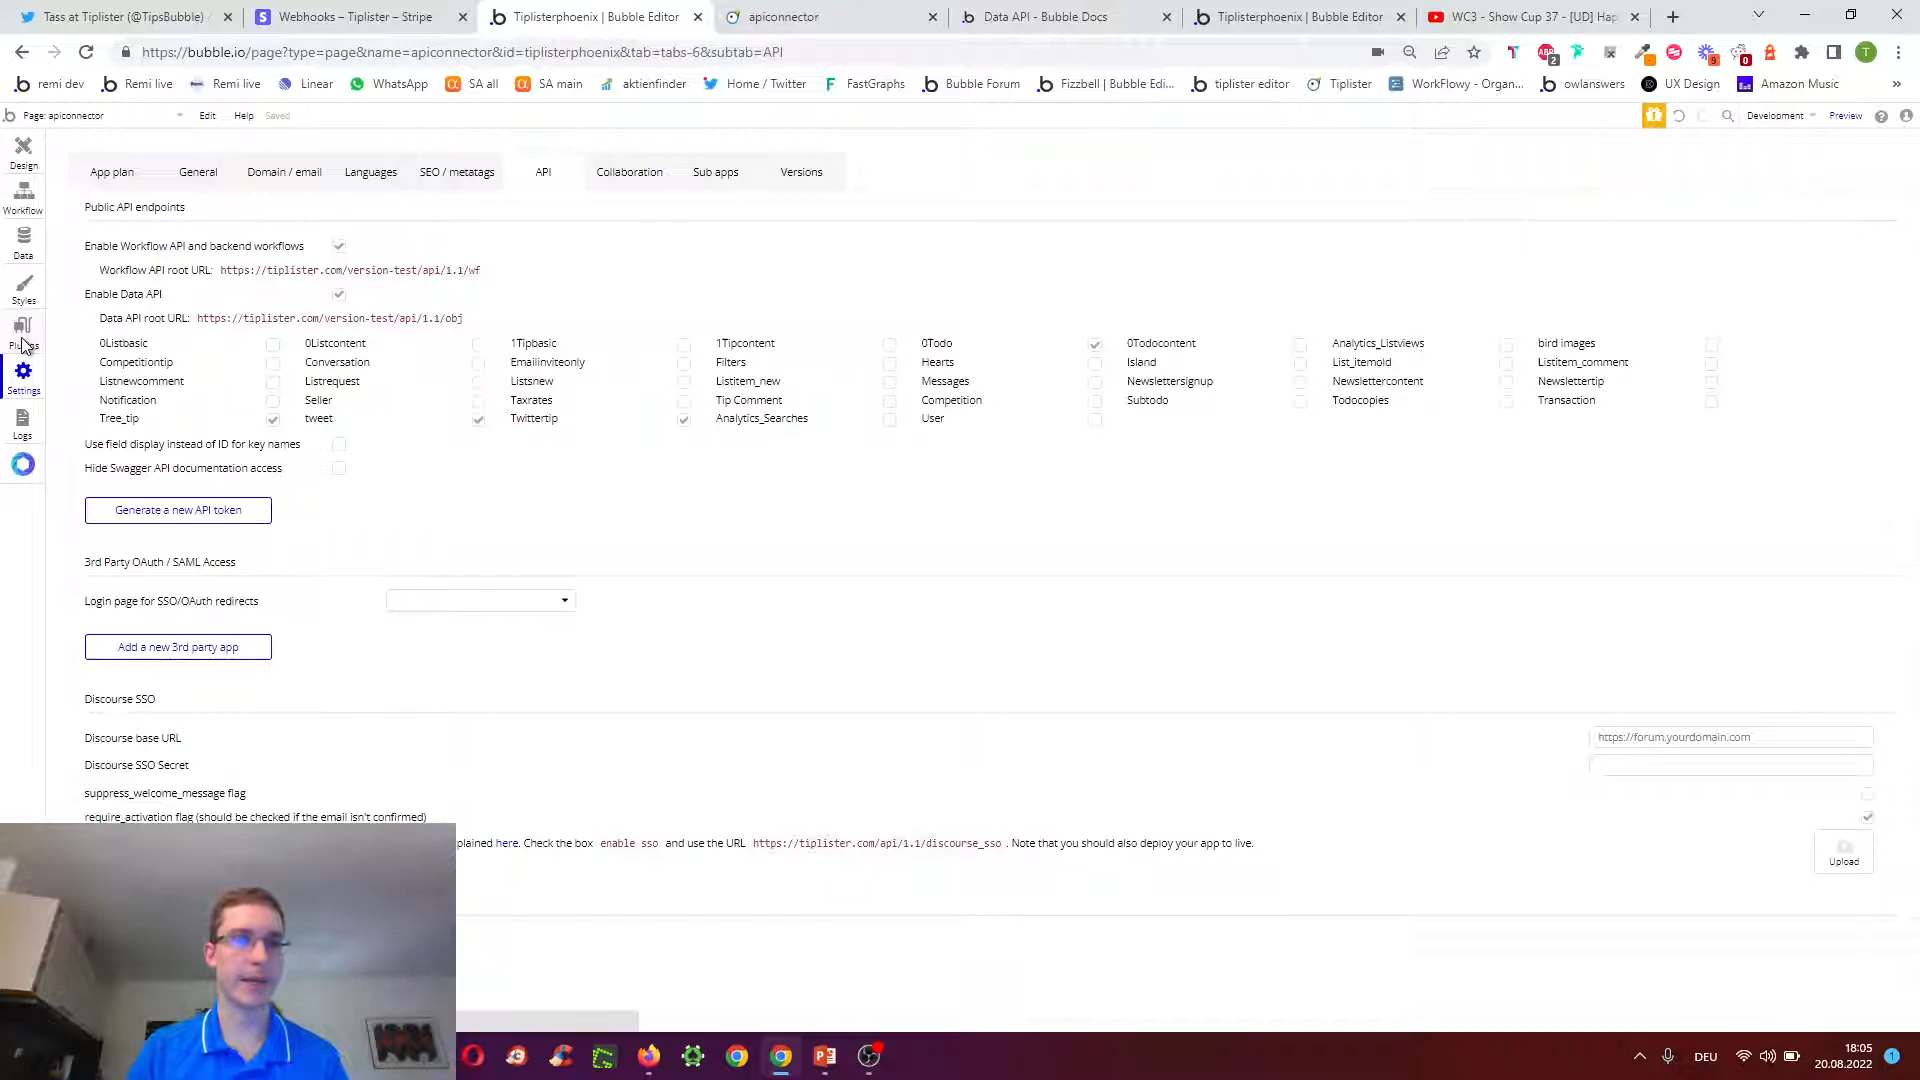 Tass at Tiplister (@TipsBubble)
Webhooks – Tiplister – Stripe
Tiplisterphoenix | Bubble Editor
apiconnector
Data API - Bubble Docs
Tiplisterphoenix | Bubble Editor
WC3 - Show Cup 37 - [UD] Hap
https://bubble.io/page?type=page&name=apiconnector&id=tiplisterphoenix&tab=tabs-6&subtab=API
remi dev
Remi live
Remi live
Linear
WhatsApp
SA all
SA main
aktienfinder
Home / Twitter
FastGraphs
Bubble Forum
Fizzbell | Bubble Edi...
tiplister editor
Tiplister
WorkFlowy - Organ...
owlanswers
UX Design
Amazon Music
Page: apiconnector
Edit
Help
Saved
Development
Preview
Design
Workflow
Data
Styles
Settings
Logs
App plan
General
Domain / email
Languages
SEO / metatags
API
Collaboration
Sub apps
Versions
Public API endpoints
Enable Workflow API and backend workflows
Workflow API root URL: https://tiplister.com/version-test/api/1.1/wf
Enable Data API
Data API root URL: https://tiplister.com/version-test/api/1.1/obj
0Listbasic 0Listcontent 1Tipbasic 1Tipcontent 0Todo 0Todocontent Analytics_Listviews bird images
Competitiontip Conversation Emailinviteonly Filters Hearts Island List_itemold Listitem_comment
Listnewcomment Listrequest Listsnew Listitem_new Messages Newslettersignup Newslettercontent Newslettertip
Notification Seller Taxrates Tip Comment Competition Subtodo Todocopies Transaction
Tree_tip tweet Twittertip Analytics_Searches User
Use field display instead of ID for key names
Hide Swagger API documentation access
Generate a new API token
3rd Party OAuth / SAML Access
Login page for SSO/OAuth redirects
Add a new 3rd party app
Discourse SSO
Discourse base URL
https://forum.yourdomain.com
Discourse SSO Secret
suppress_welcome_message flag
require_activation flag (should be checked if the email isn't confirmed)
plained here. Check the box enable sso and use the URL https://tiplister.com/api/1.1/discourse_sso . Note that you should also deploy your app to live.
Upload
DEU
18:05
20.08.2022